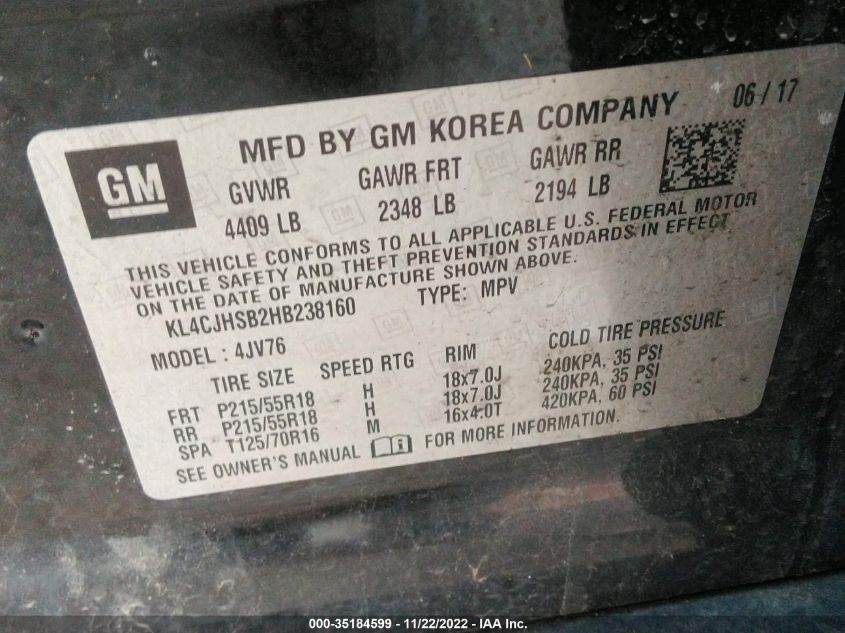 GM
MFD BY GM KOREA COMPANY 06 / 17
GVWR GAWR FRT GAWR RR
4409 LB 2348 LB 2194 LB
THIS VEHICLE CONFORMS TO ALL APPLICABLE U.S. FEDERAL MOTOR
VEHICLE SAFETY AND THEFT PREVENTION STANDARDS IN EFFECT
ON THE DATE OF MANUFACTURE SHOWN ABOVE.
KL4CJHSB2HB238160 TYPE: MPV
MODEL : 4JV76
TIRE SIZE SPEED RTG RIM COLD TIRE PRESSURE
FRT P215/55R18 H 18x7.0J 240KPA, 35 PSI
RR P215/55R18 H 18x7.0J 240KPA, 35 PSI
SPA T125/70R16 M 16x4.0T 420KPA, 60 PSI
SEE OWNER'S MANUAL FOR MORE INFORMATION.
000-35184599 - 11/22/2022 - IAA Inc.